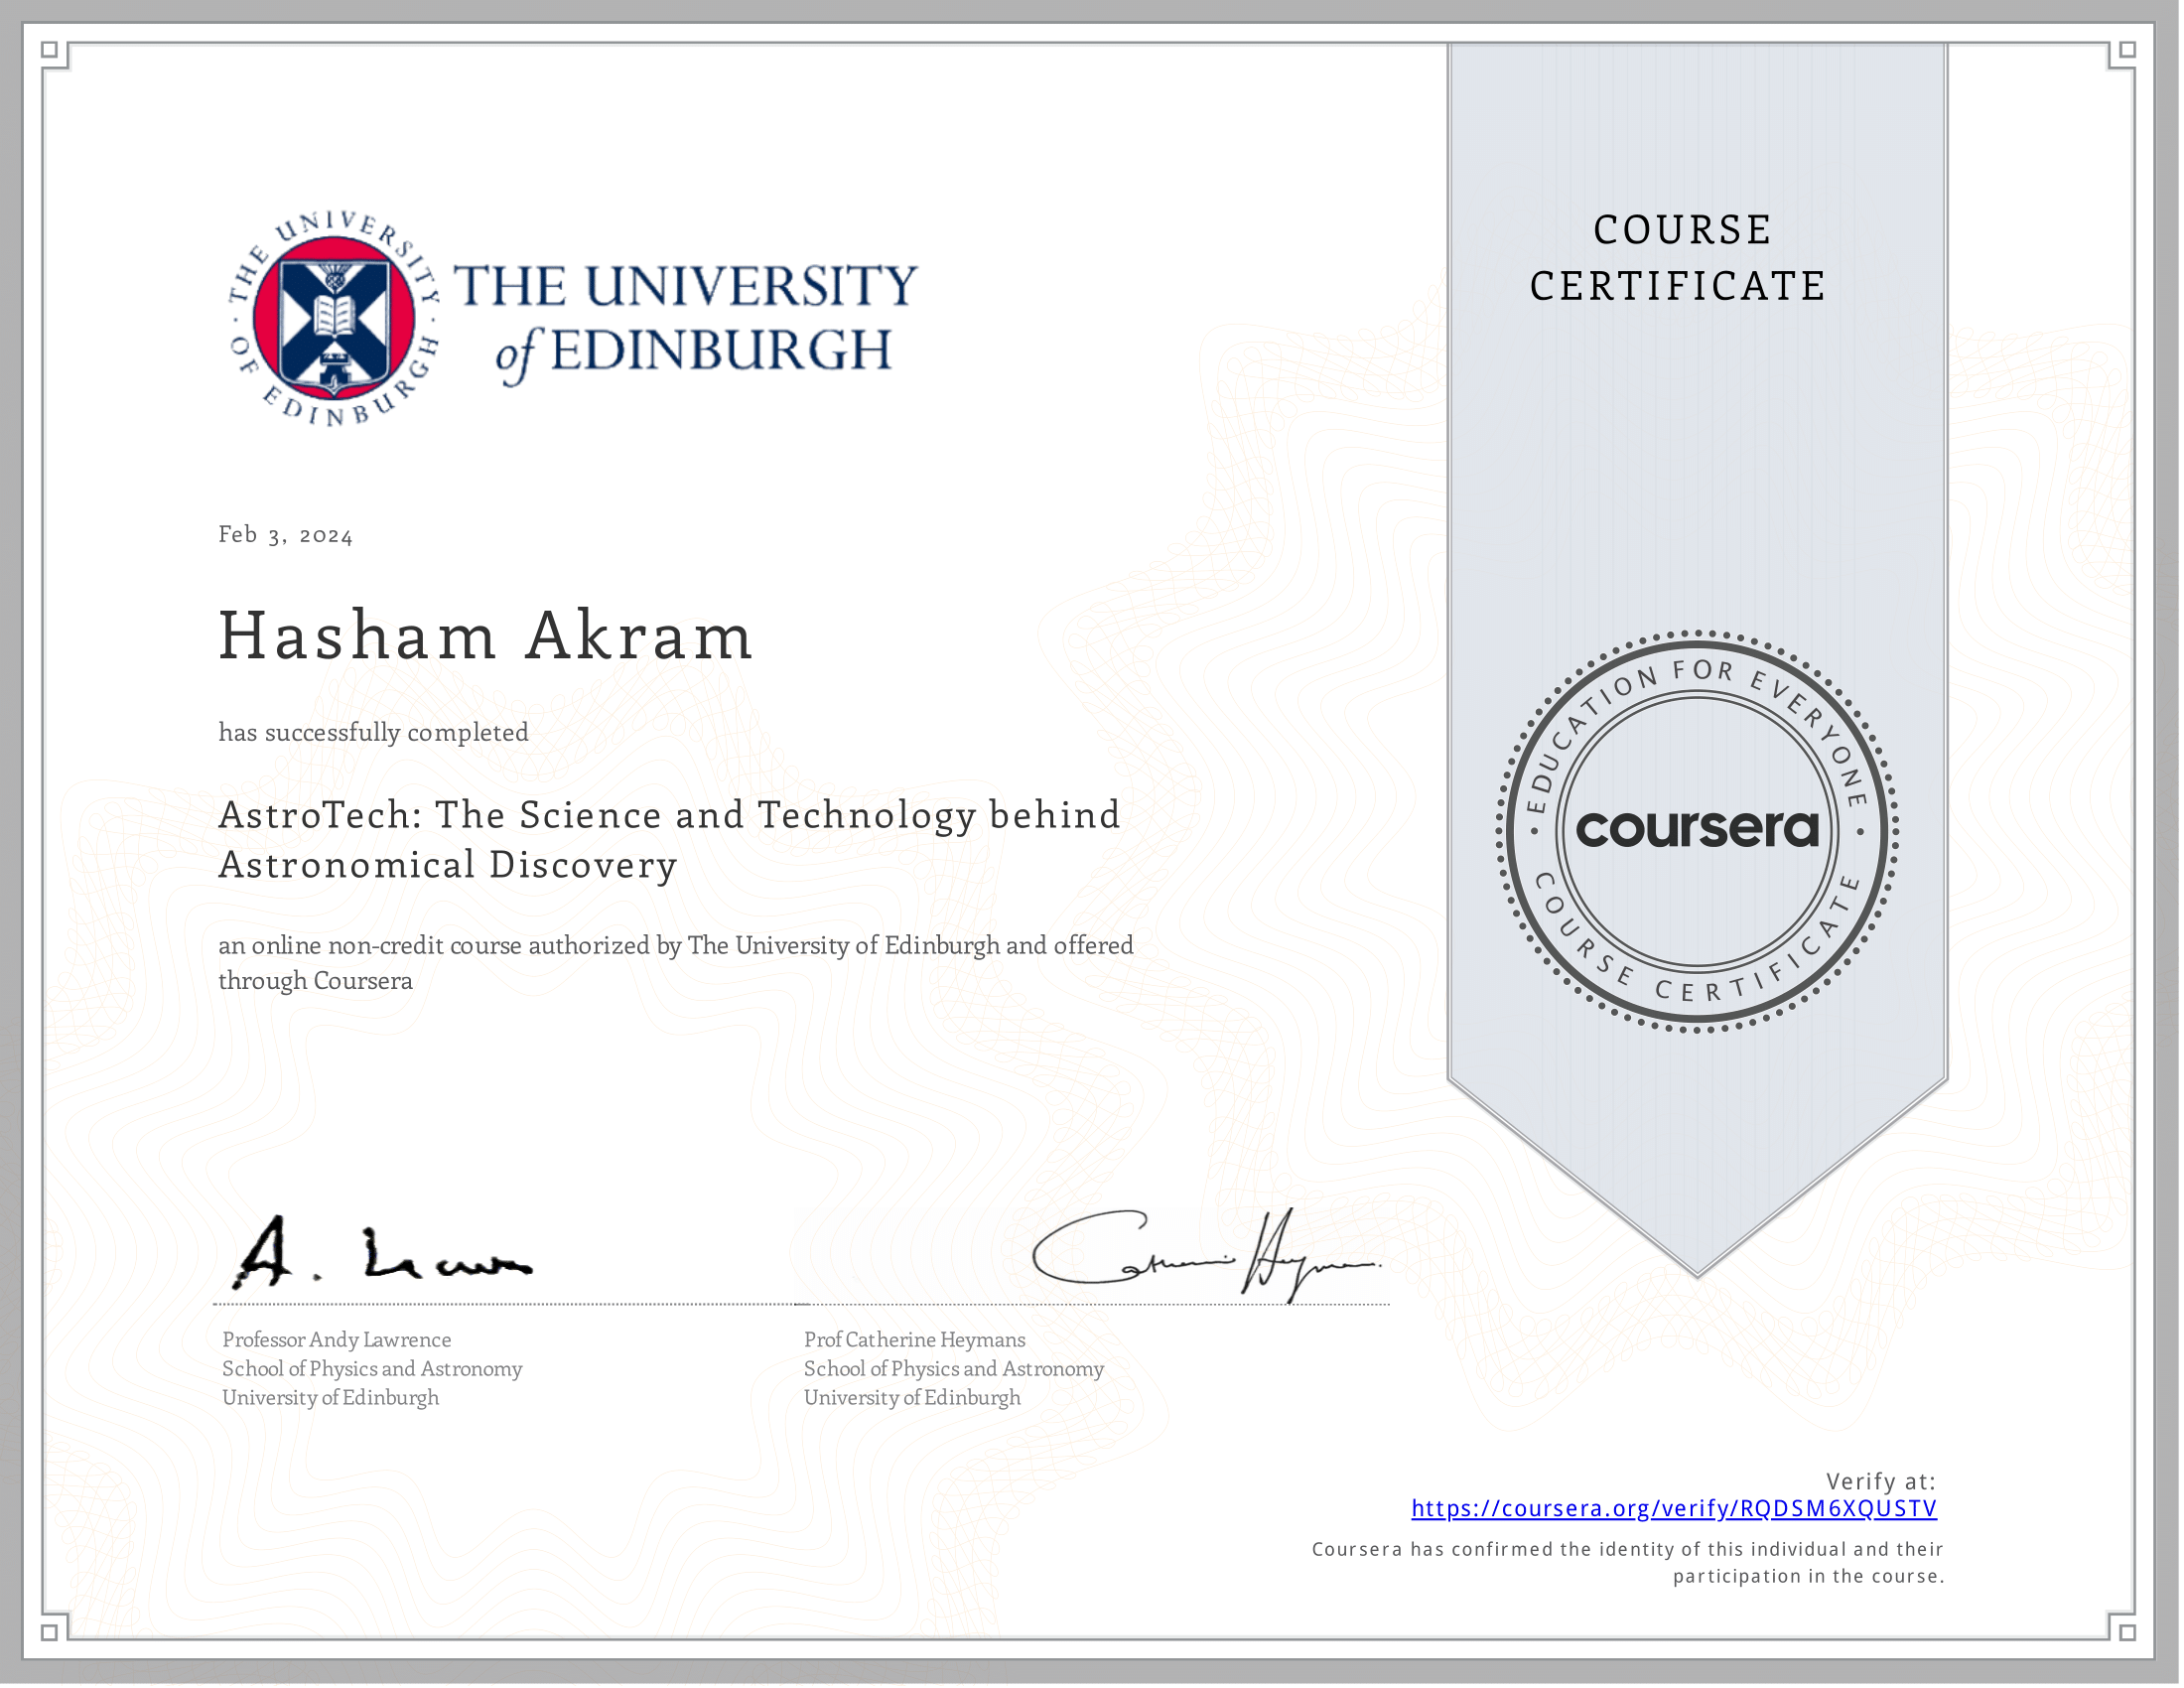 THE UNIVERSITY
OF EDINBURGH
THE UNIVERSITY
of EDINBURGH
COURSE
CERTIFICATE
Feb 3, 2024
Hasham Akram
has successfully completed
AstroTech: The Science and Technology behind
Astronomical Discovery
an online non-credit course authorized by The University of Edinburgh and offered
through Coursera
EDUCATION FOR EVERYONE
coursera
COURSE CERTIFICATE
A. Lawrence
Catherine Heymans
Professor Andy Lawrence
School of Physics and Astronomy
University of Edinburgh
Prof Catherine Heymans
School of Physics and Astronomy
University of Edinburgh
Verify at:
https://coursera.org/verify/RQDSM6XQUSTV
Coursera has confirmed the identity of this individual and their
participation in the course.